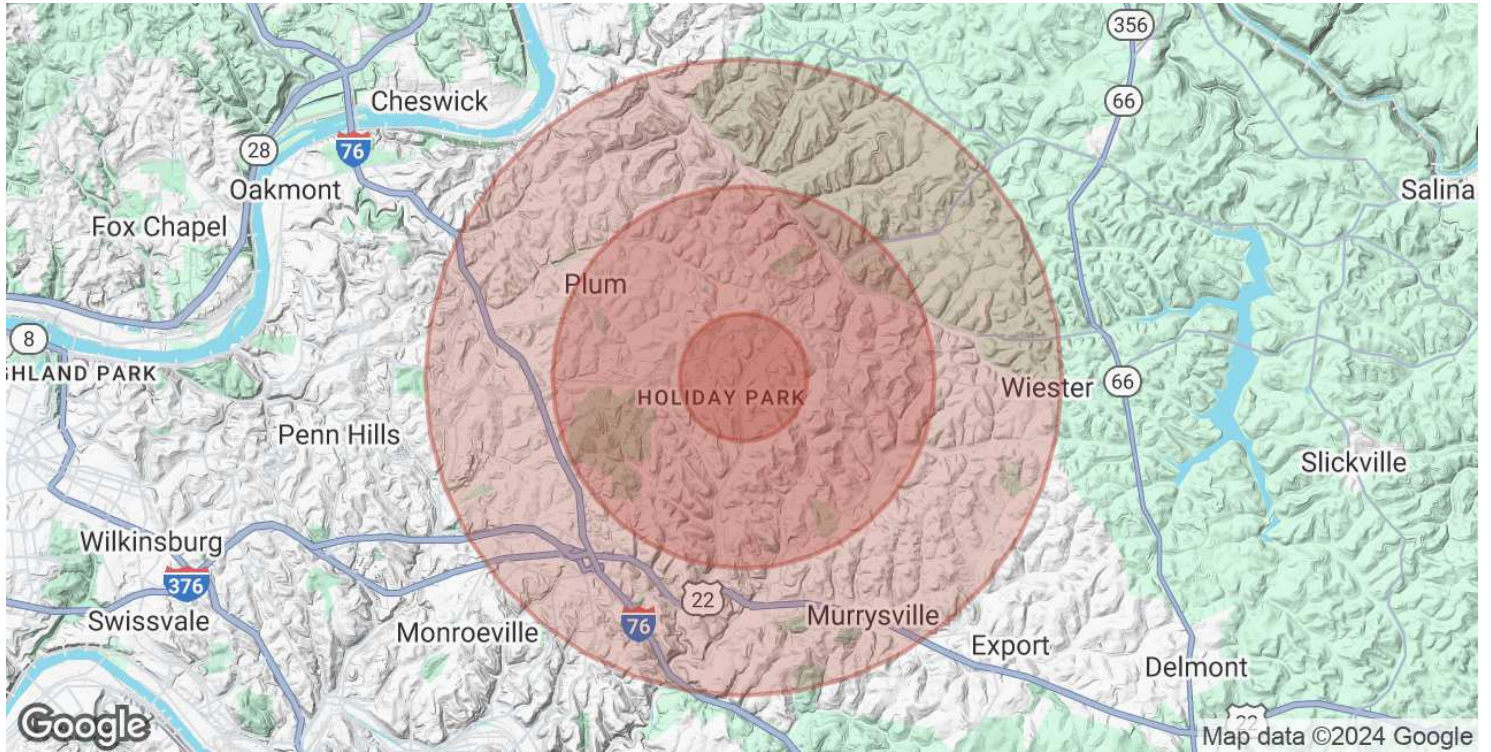 356
66
Cheswick
76
28
Oakmont
Salina
Fox Chapel
Plum
8
GHLAND PARK
Wiester
66
HOLIDAY PARK
Penn Hills
Slickville
Wilkinsburg
376
22
Swissvale
Murrysville
76
Monroeville
Export
Delmont
22
Google
Map data ©2024 Google